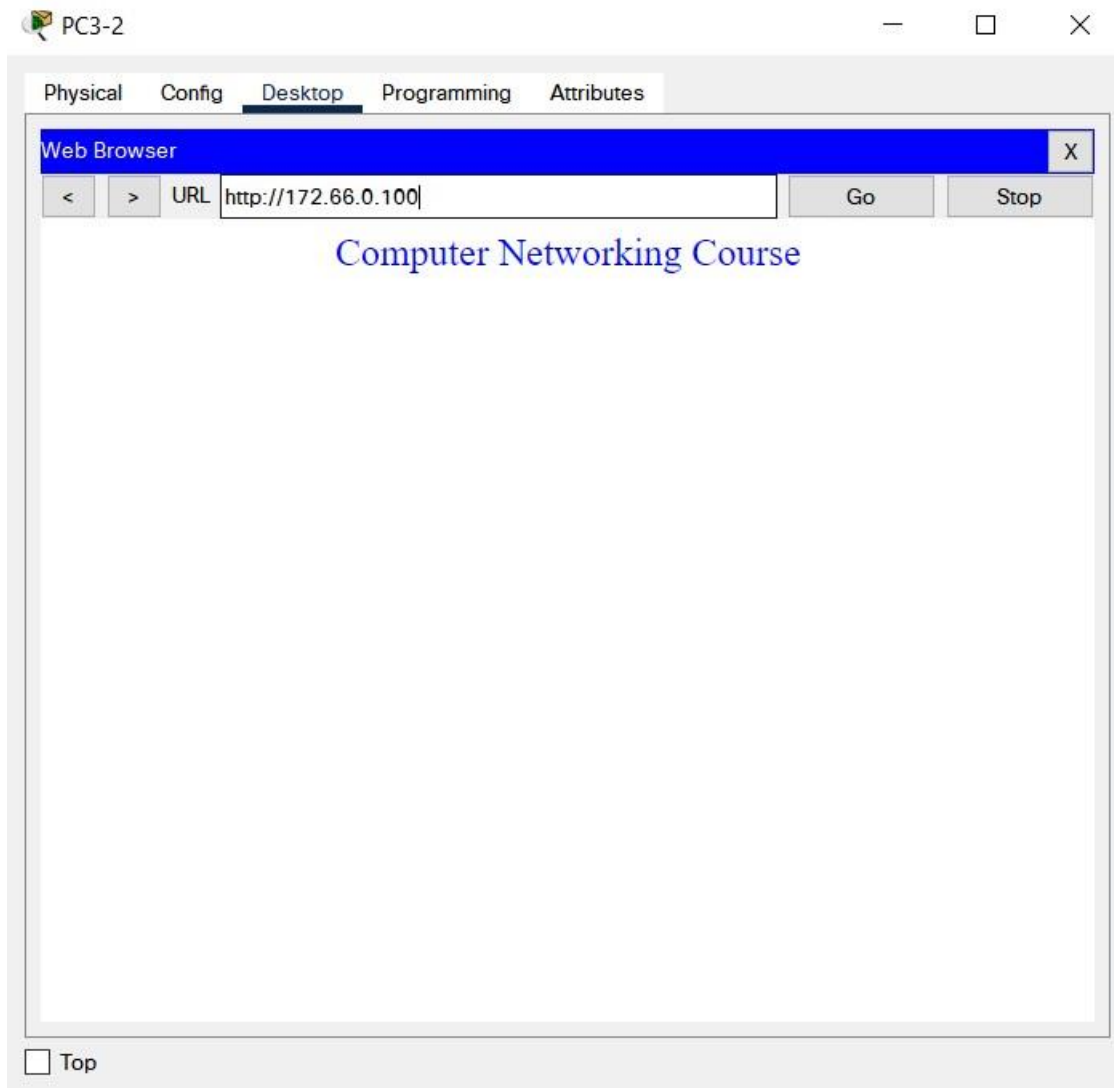 PC3-2
Physical Config Desktop Programming Attributes
Web Browser X
< > URL http://172.66.0.100 Go Stop
Computer Networking Course
Top